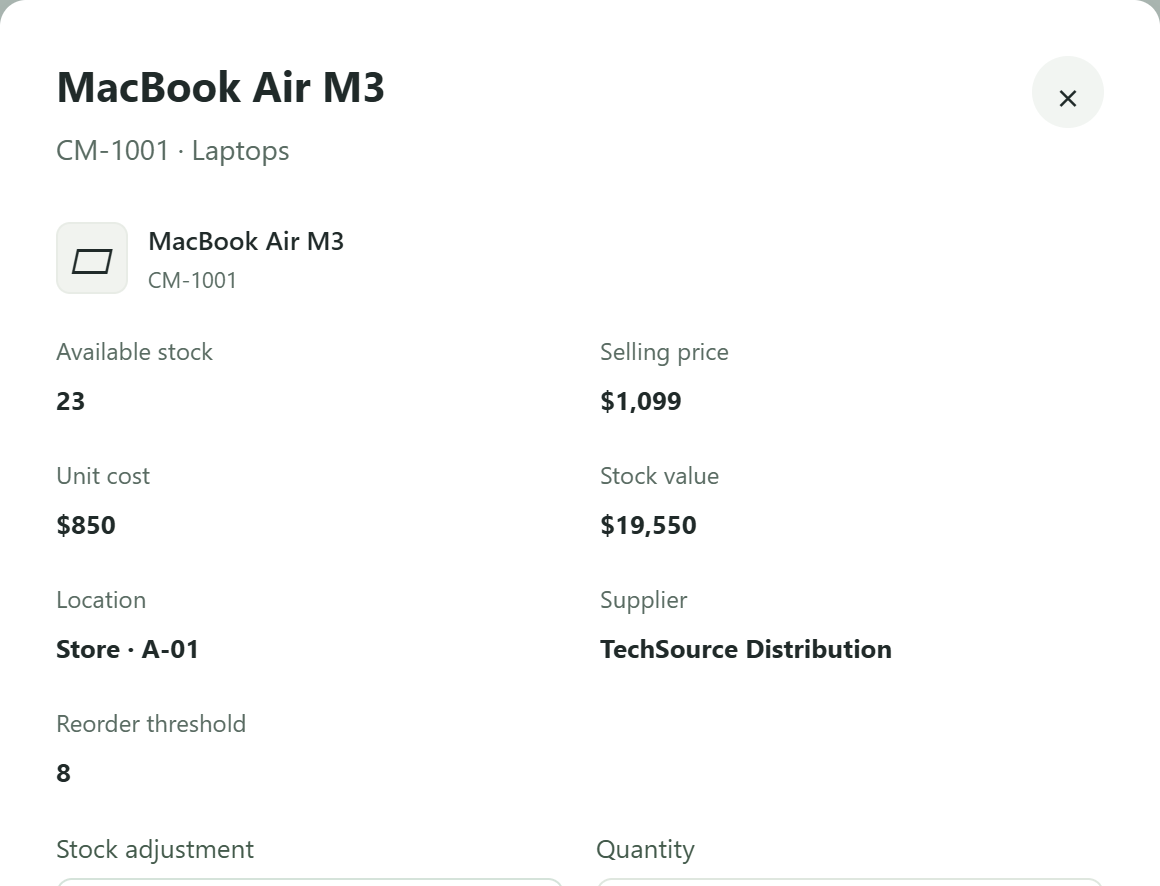 MacBook Air M3
CM-1001 · Laptops
MacBook Air M3
CM-1001
Available stock
23
Selling price
$1,099
Unit cost
$850
Stock value
$19,550
Location
Store · A-01
Supplier
TechSource Distribution
Reorder threshold
8
Stock adjustment
Quantity